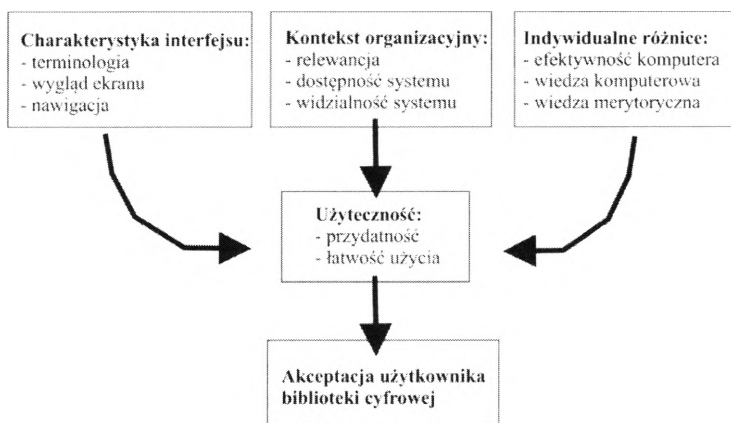 Charakterystyka interfejsu:
- terminologia
- wygląd ekranu
- nawigacja
Kontekst organizacyjny:
- relewancja
- dostępność systemu
- widzialność systemu
Indywidualne różnice:
- efektywność komputera
- wiedza komputerowa
- wiedza merytoryczna
Użyteczność:
- przydatność
- łatwość użycia
Akceptacja użytkownika
biblioteki cyfrowej